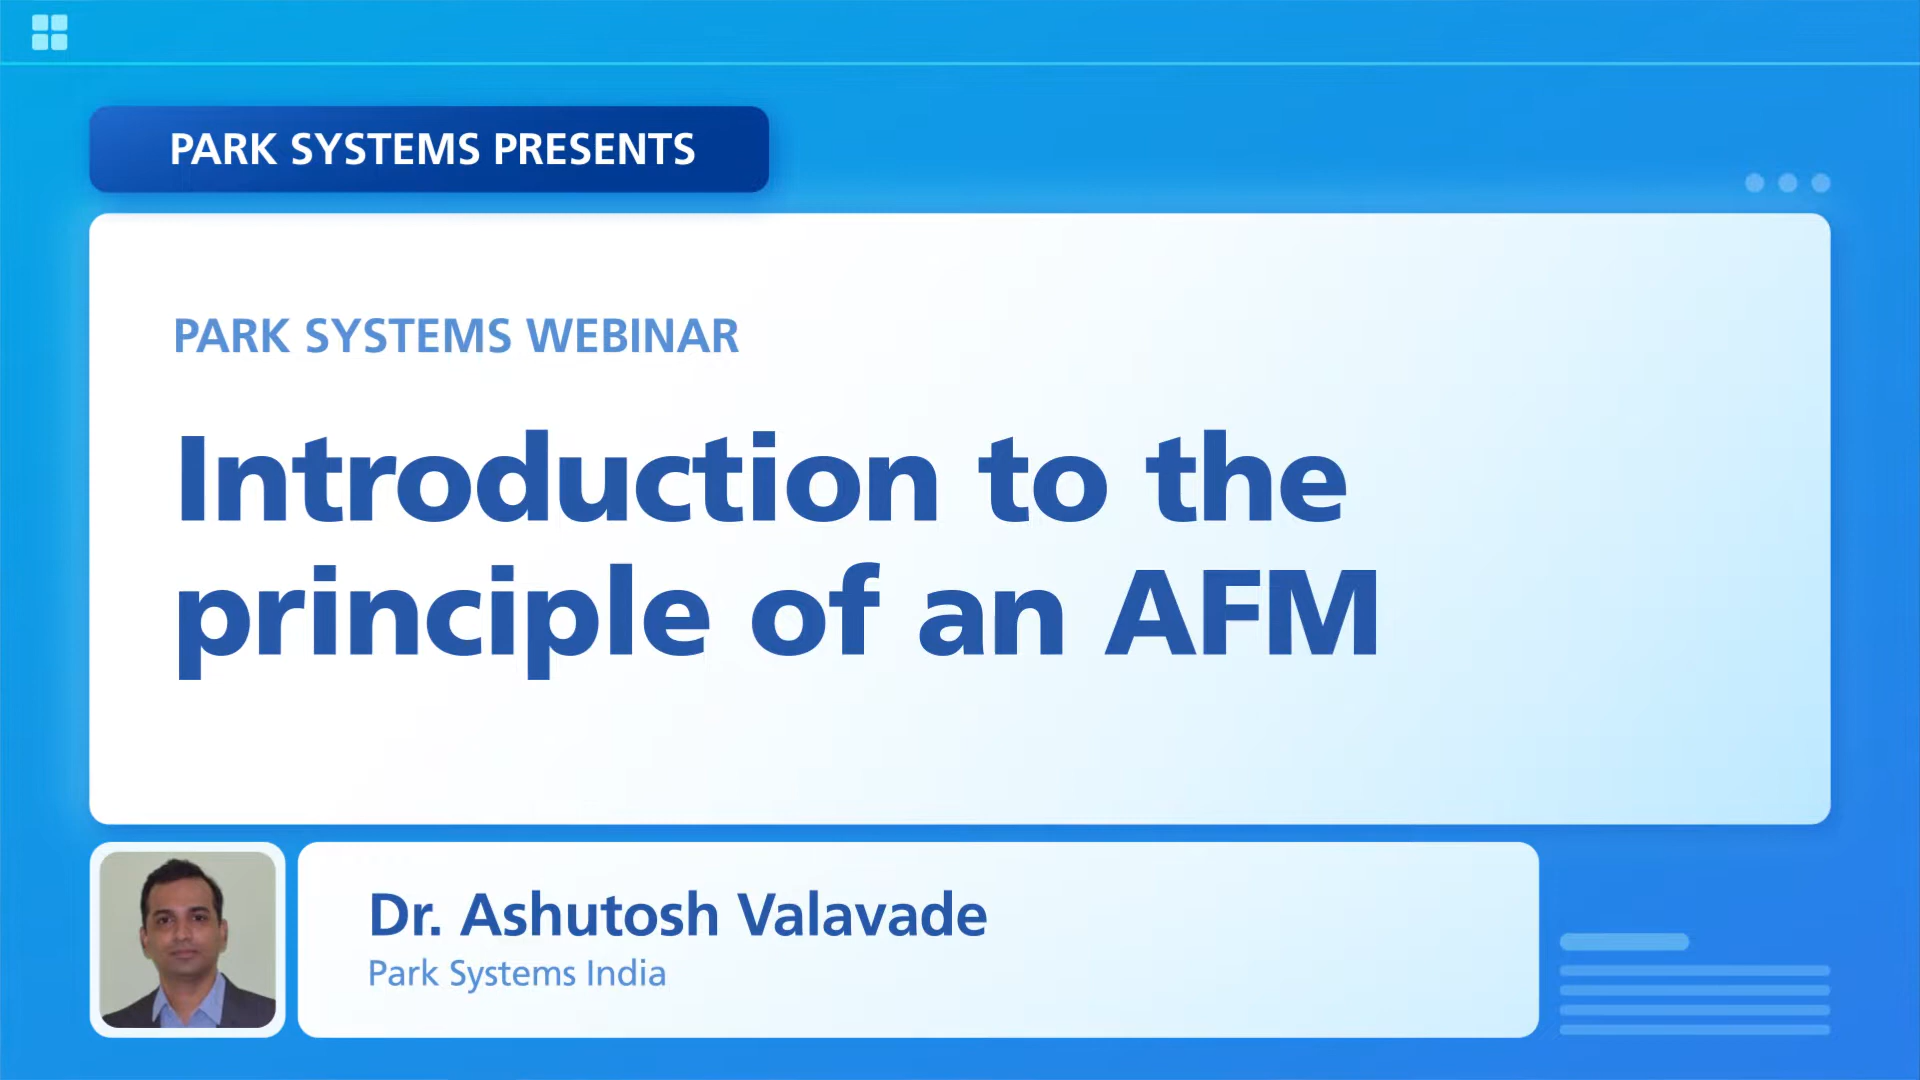 PARK SYSTEMS PRESENTS
PARK SYSTEMS WEBINAR
Introduction to the
principle of an AFM
Dr. Ashutosh Valavade
Park Systems India